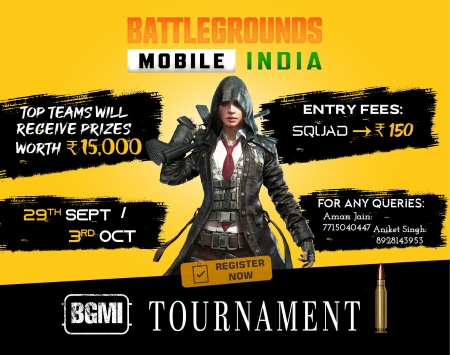 BATTLEGROUNDS
MOBILE INDIA
TOP TEAMS WILL
RECEIVE PRIZES
WORTH ₹15,000
ENTRY FEES:
SQUAD → ₹ 150
29TH SEPT /
3RD OCT
FOR ANY QUERIES:
Aman Jain:
7715040447
Aniket Singh:
8928143953
REGISTER
NOW
BGMI TOURNAMENT